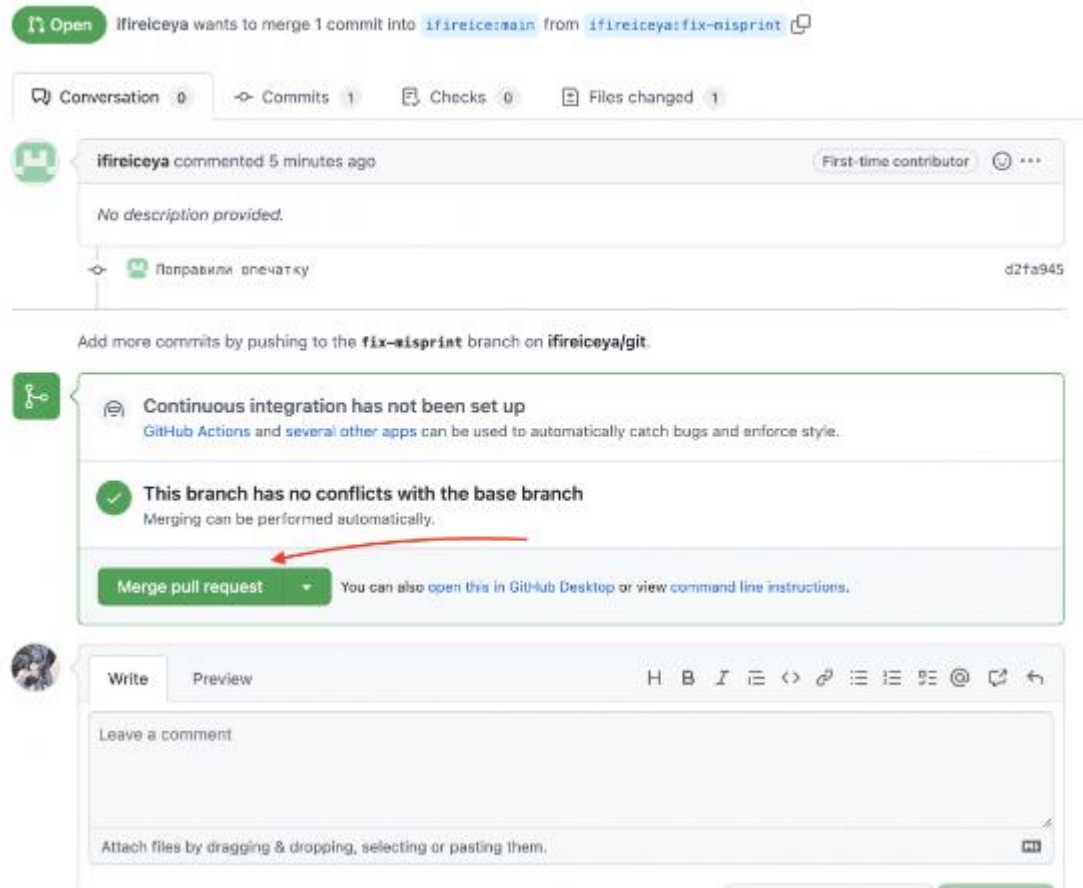 Open ifireiceya wants to merge 1 commit into ifireice:main from ifireiceya:fix-misprint
Conversation 0 Commits 1 Checks 0 Files changed 1
ifireiceya commented 5 minutes ago First-time contributor
No description provided.
Поправили опечатку d2fa945
Add more commits by pushing to the fix-misprint branch on ifireiceya/git.
Continuous integration has not been set up
GitHub Actions and several other apps can be used to automatically catch bugs and enforce style.
This branch has no conflicts with the base branch
Merging can be performed automatically.
Merge pull request You can also open this in GitHub Desktop or view command line instructions.
Write Preview
Leave a comment
Attach files by dragging & dropping, selecting or pasting them.